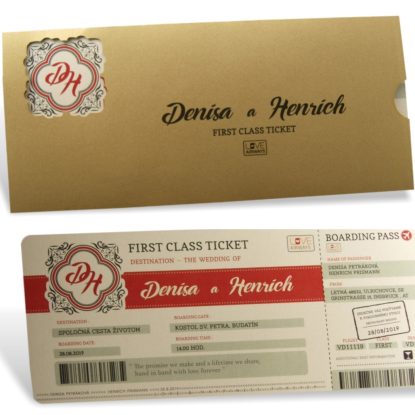 DH
Denisa a Henrich
FIRST CLASS TICKET
LOVE
AIRWAYS
FIRST CLASS TICKET
LOVE
AIRWAYS
DESTINATION - THE WEDDING OF
DH
Denisa a Henrich
DESTINATION
BOARDING GATE
SPOLOČNÁ CESTA ŽIVOTOM
KOSTOL SV. PETRA, BUDATÍN
BOARDING DATE
BOARDING TIME
28.08.2019
14:00 HOD.
"The promise we make and a lifetime we share,
hand in hand with love forever"
BOARDING PASS
NAME OF PASSENGER
DENISA PETRÁKOVÁ
HENRICH
FROM
28/08/2019
VD11119 FIRST